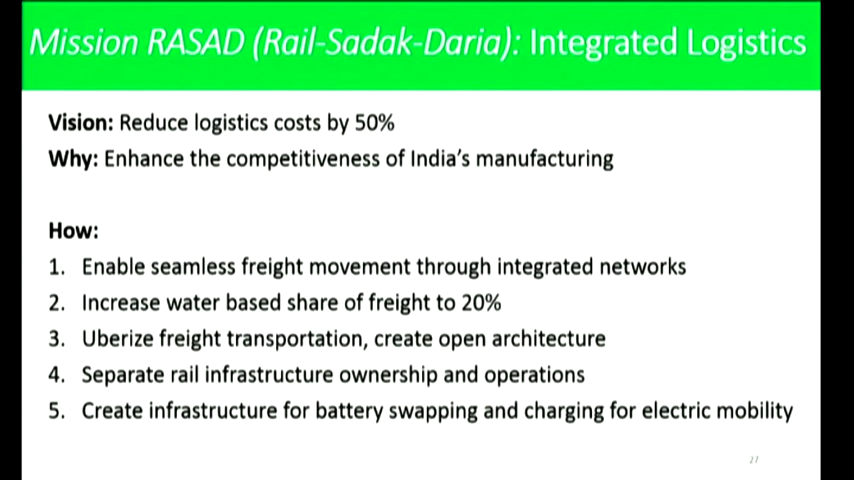 Mission RASAD (Rail-Sadak-Daria): Integrated Logistics
Vision: Reduce logistics costs by 50%
Why: Enhance the competitiveness of India's manufacturing
How:
1. Enable seamless freight movement through integrated networks
2. Increase water based share of freight to 20%
3. Uberize freight transportation, create open architecture
4. Separate rail infrastructure ownership and operations
5. Create infrastructure for battery swapping and charging for electric mobility
27